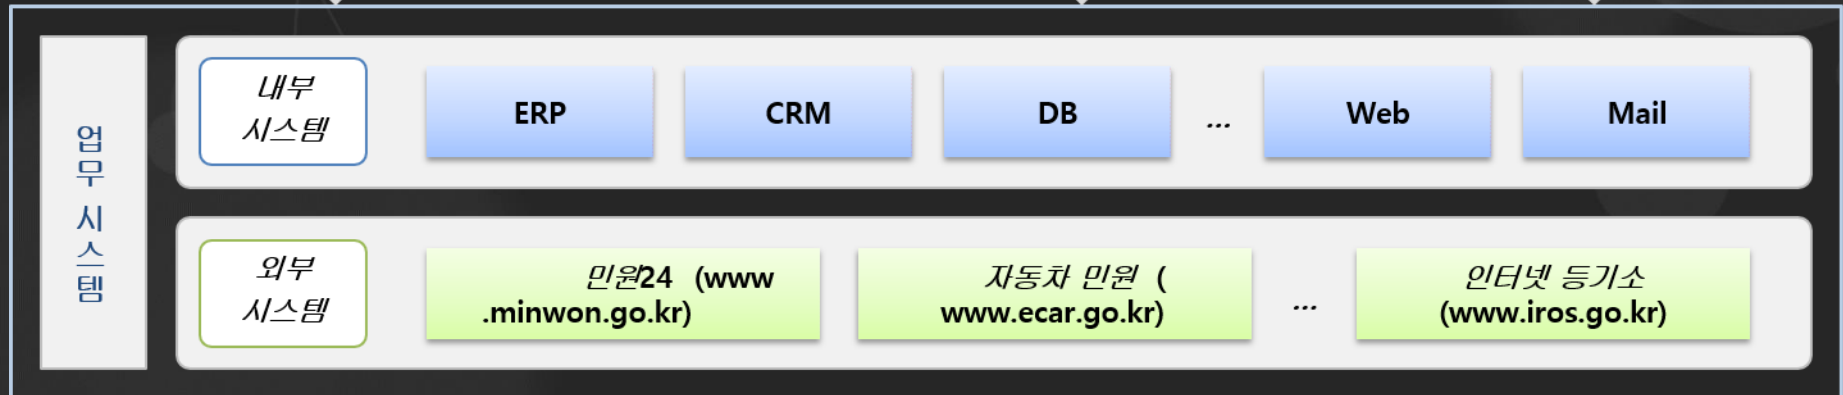 업무 시스템
내부
시스템
ERP
CRM
DB
...
Web
Mail
외부
시스템
민원24 (www
.minwon.go.kr)
자동차 민원 (
www.ecar.go.kr)
...
인터넷 등기소
(www.iros.go.kr)